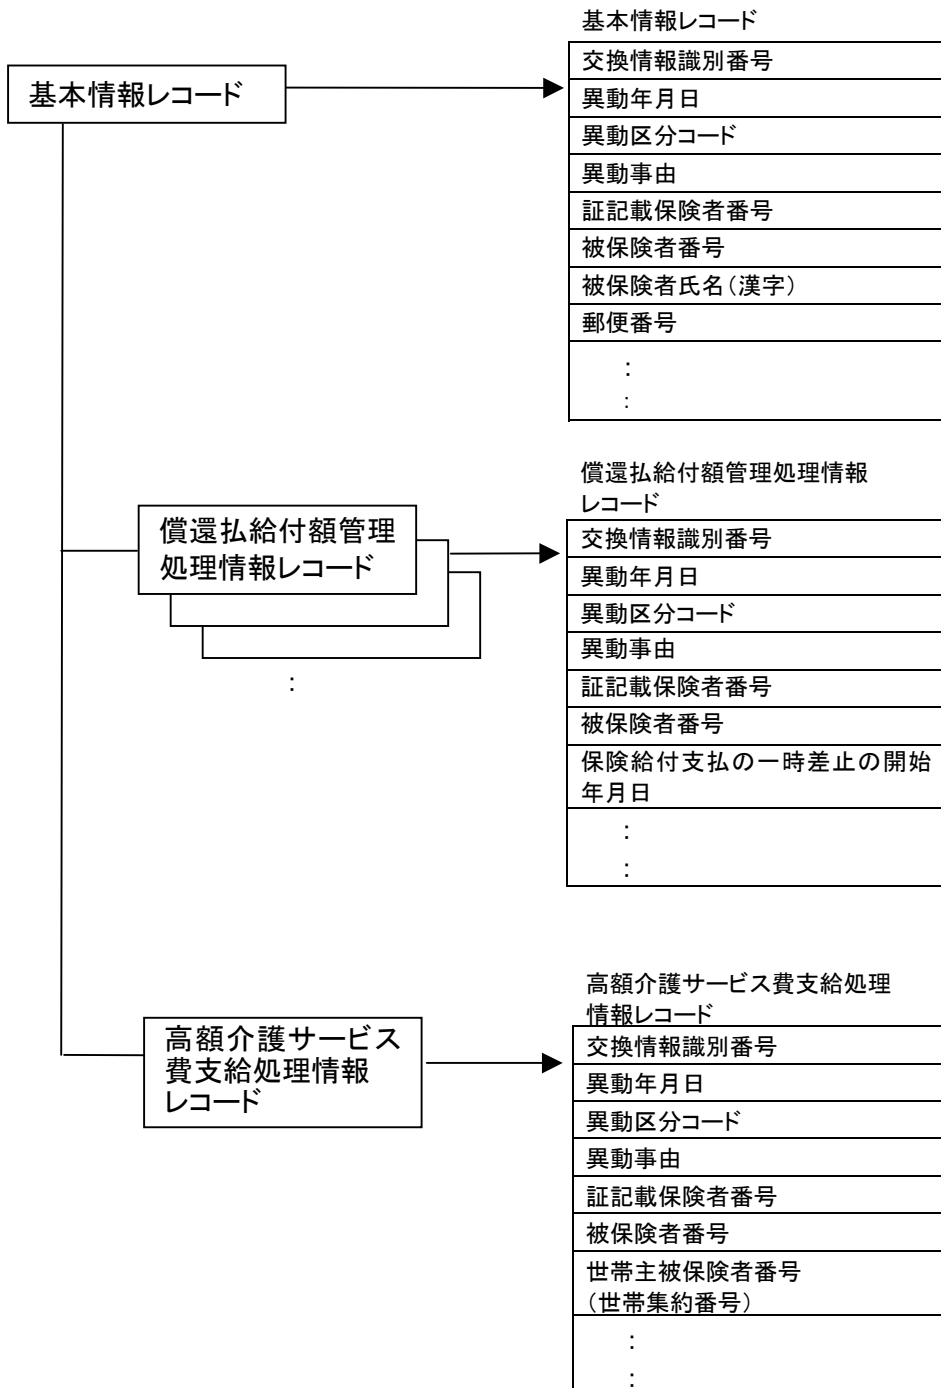 基本情報レコード
基本情報レコード
交換情報識別番号
異動年月日
異動区分コード
異動事由
証記載保険者番号
被保険者番号
被保険者氏名(漢字)
郵便番号
:
:
償還払給付額管理
処理情報レコード
:
償還払給付額管理処理情報
レコード
交換情報識別番号
異動年月日
異動区分コード
異動事由
証記載保険者番号
被保険者番号
保険給付支払の一時差止の開始
年月日
:
:
高額介護サービス
費支給処理情報
レコード
高額介護サービス費支給処理
情報レコード
交換情報識別番号
異動年月日
異動区分コード
異動事由
証記載保険者番号
被保険者番号
世帯主被保険者番号
(世帯集約番号)
:
: